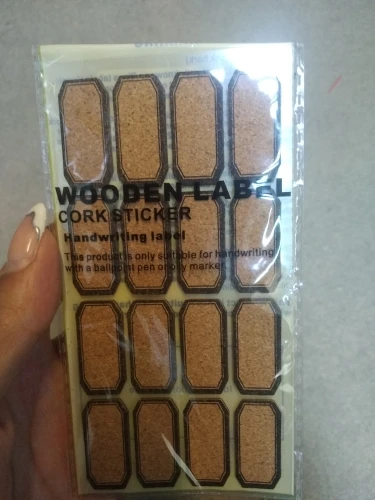 WOODEN LABEL
CORK STICKER
Handwriting label
This product is only suitable for handwriting
with a ballpoint pen or oily marker.